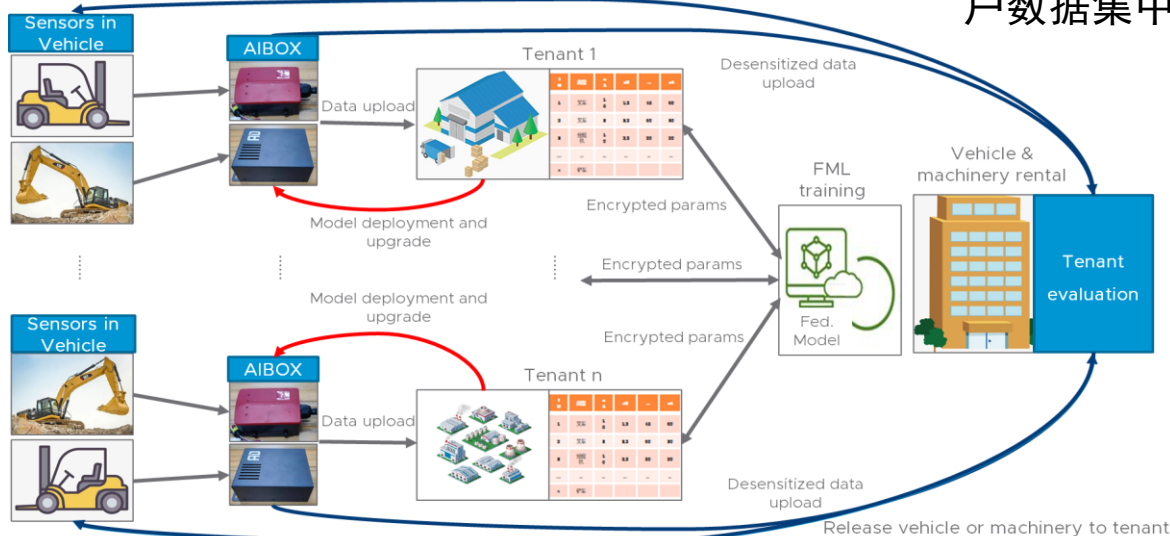 户数据集中
Sensors in
Vehicle
AIBOX
Tenant 1
Data upload
Desensitized data
upload
Model deployment and
upgrade
Encrypted params
FML
training
Vehicle &
machinery rental
Encrypted params
Fed.
Model
Tenant
evaluation
Model deployment and
upgrade
Encrypted params
Sensors in
Vehicle
AIBOX
Tenant n
Data upload
Desensitized data
upload
Release vehicle or machinery to tenant